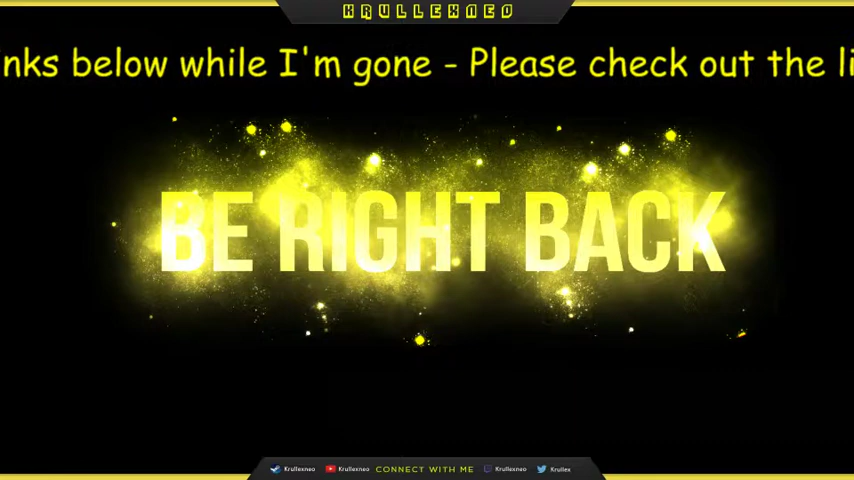 KRULLEXNEO
nks below while I'm gone - Please check out the li
BE RIGHT BACK
Krullexneo Krullexneo CONNECT WITH ME Krullexneo Krullex